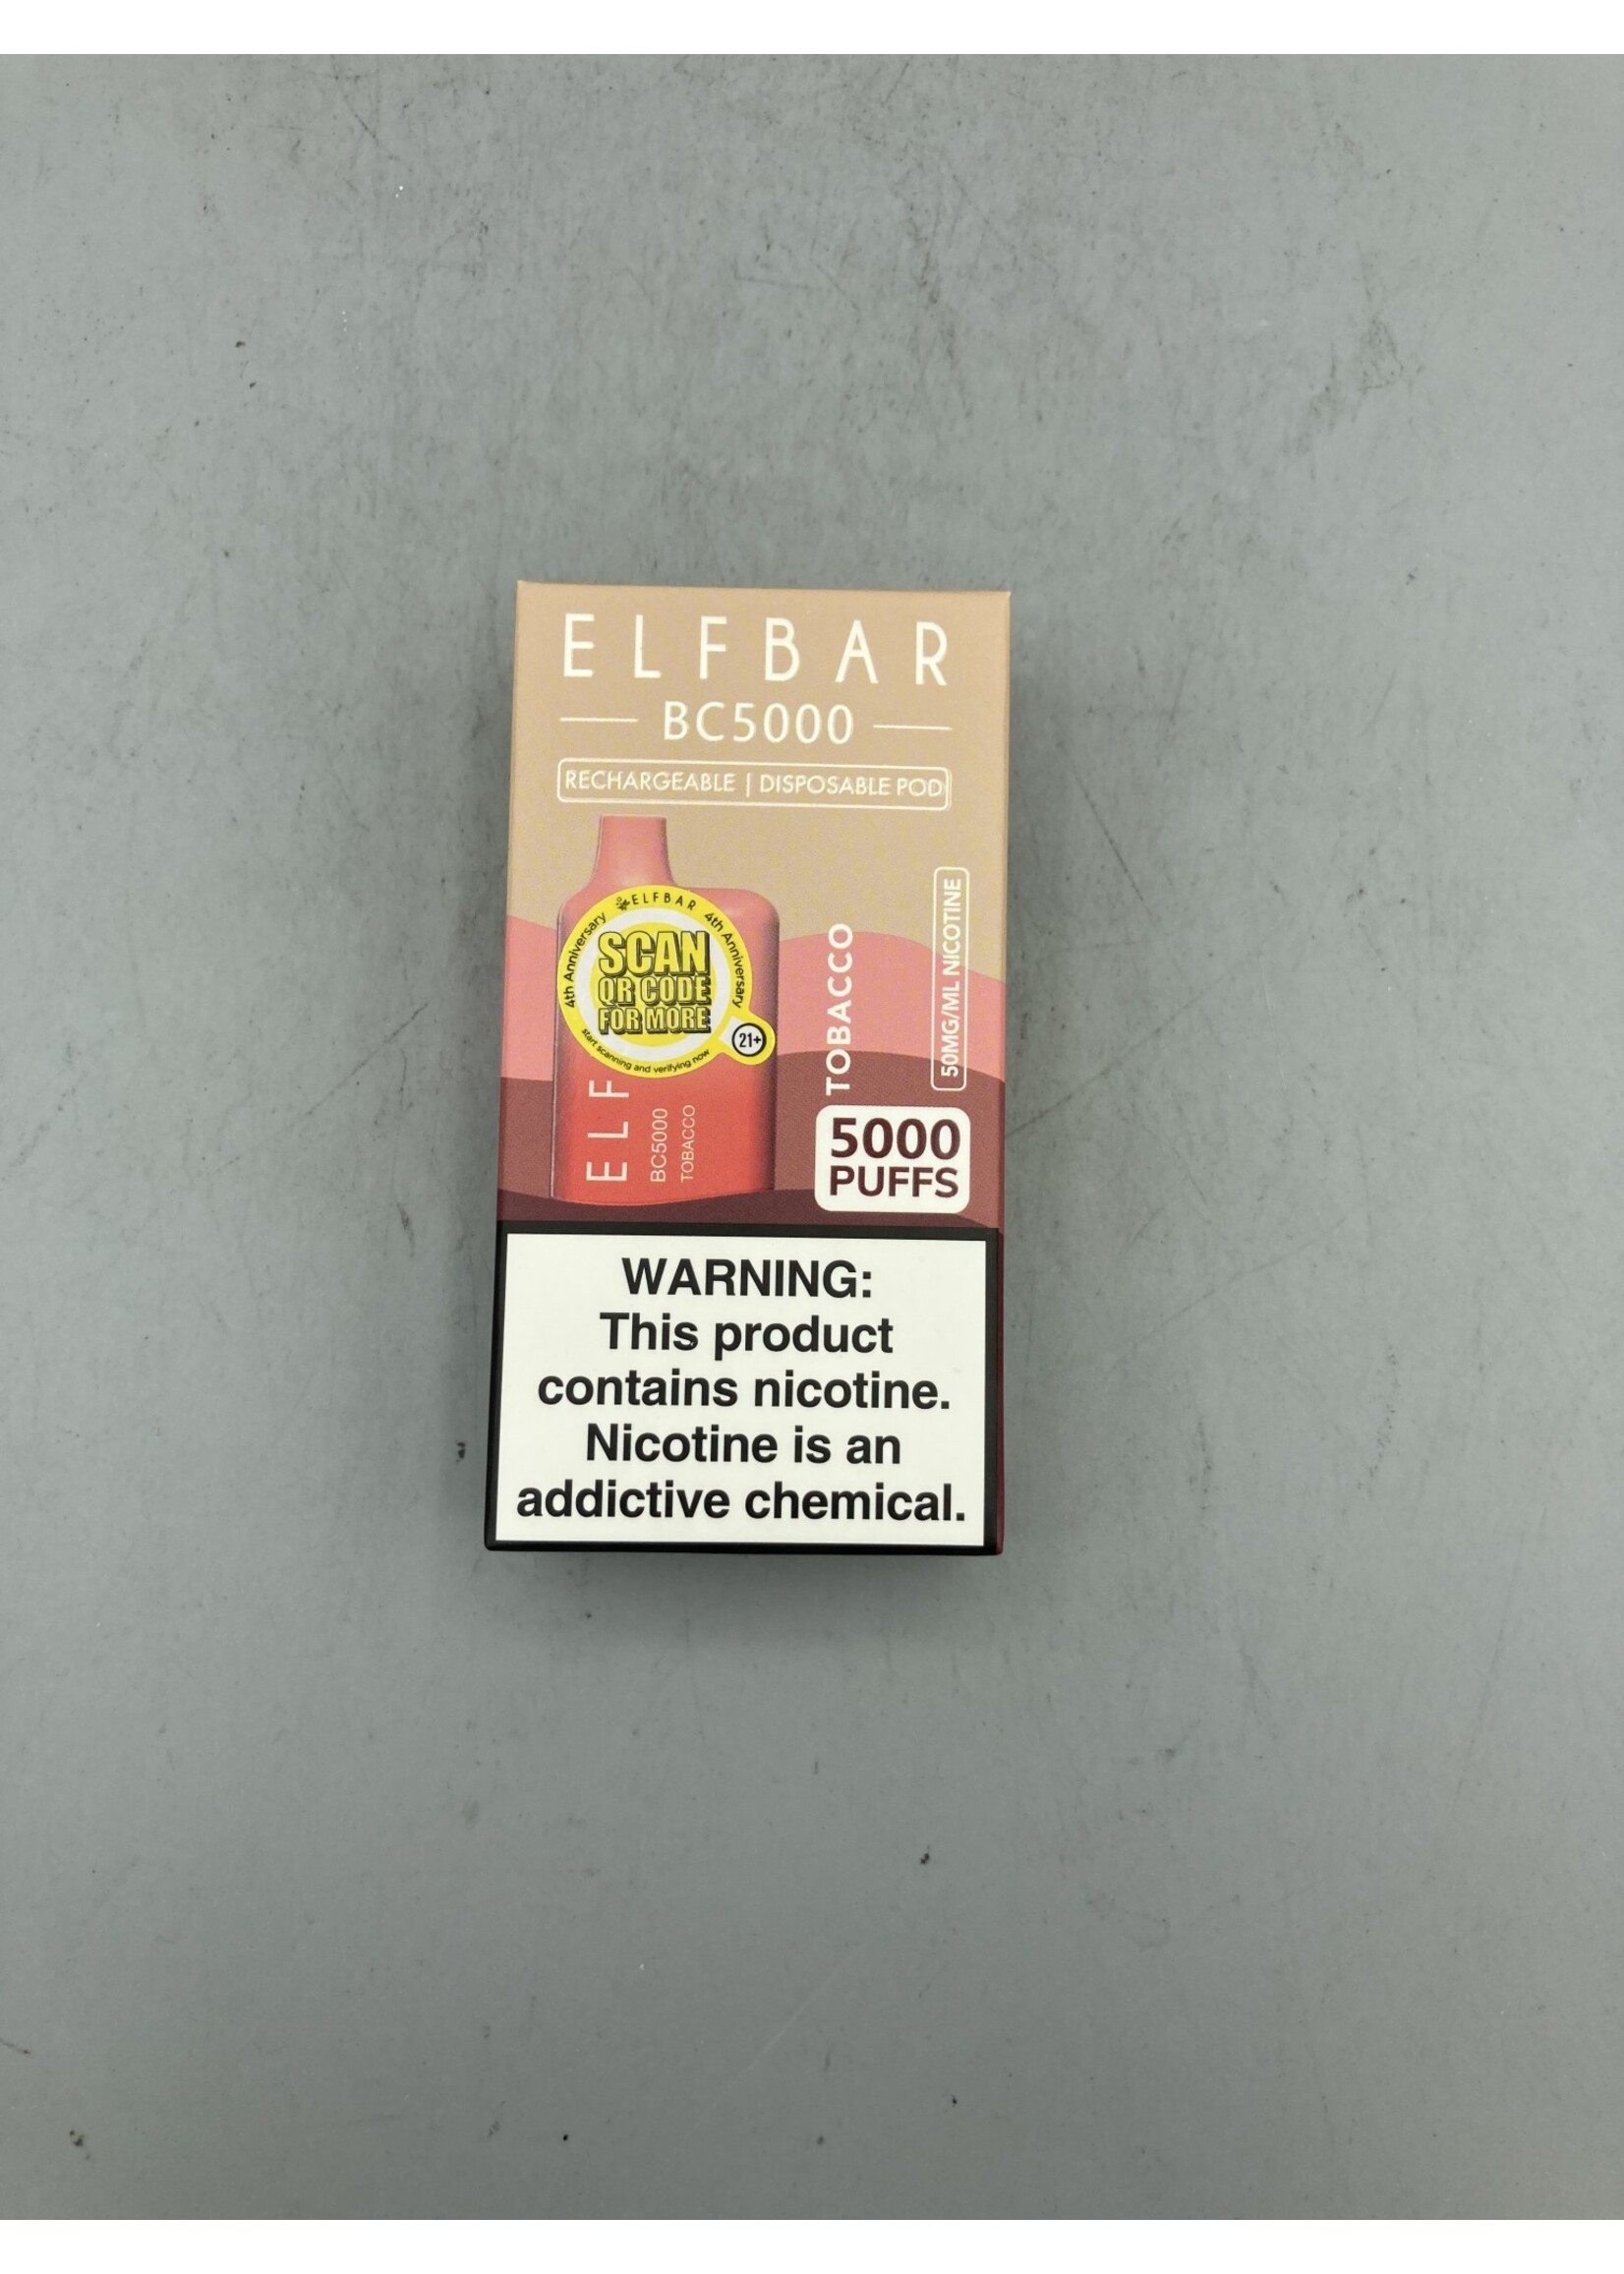 ELFBAR
BC5000
RECHARGEABLE | DISPOSABLE POD
ELFBAR
4th Anniversary
4th Anniversary
SCAN
QR CODE
FOR MORE
start scanning and verifying now
21+
ELF
BC5000
TOBACCO
TOBACCO
50MG/ML NICOTINE
5000
PUFFS
WARNING:
This product
contains nicotine.
Nicotine is an
addictive chemical.